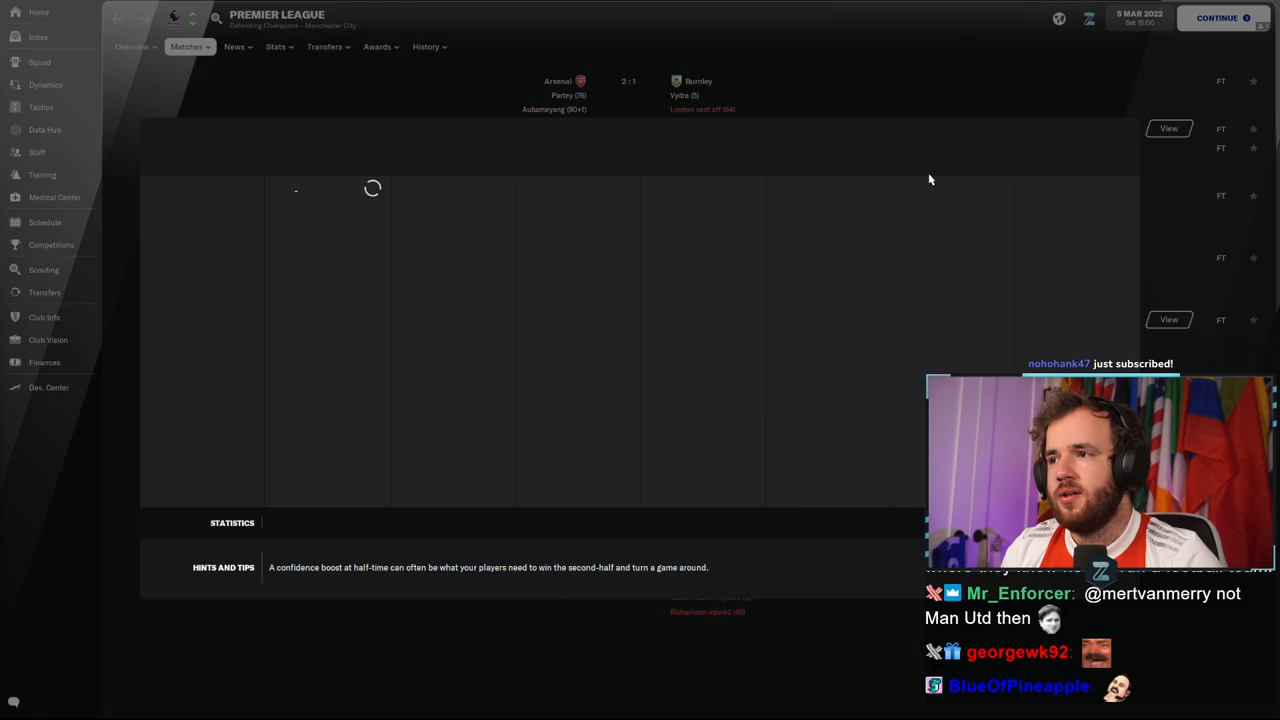 Home
Inbox
Squad
Dynamics
Tactics
Data Hub
Staff
Training
Medical Center
Schedule
Competitions
Scouting
Transfers
Club Info
Club Vision
Finances
Dev. Center
PREMIER LEAGUE
Defending Champions - Manchester City
5 MAR 2022
Sat 15:00
CONTINUE
Overview
Matches
News
Stats
Transfers
Awards
History
Arsenal 2 : 1 Burnley FT
Partey (76) Vydra (5)
Aubameyang (90+1) Lowton sent off (64)
View FT
FT
FT
FT
View FT
-
STATISTICS
HINTS AND TIPS A confidence boost at half-time can often be what your players need to win the second-half and turn a game around.
Richarlison injured (49)
nohohank47 just subscribed!
Mr_Enforcer: @mertvanmerry not
Man Utd then
georgewk92:
BlueOfPineapple: